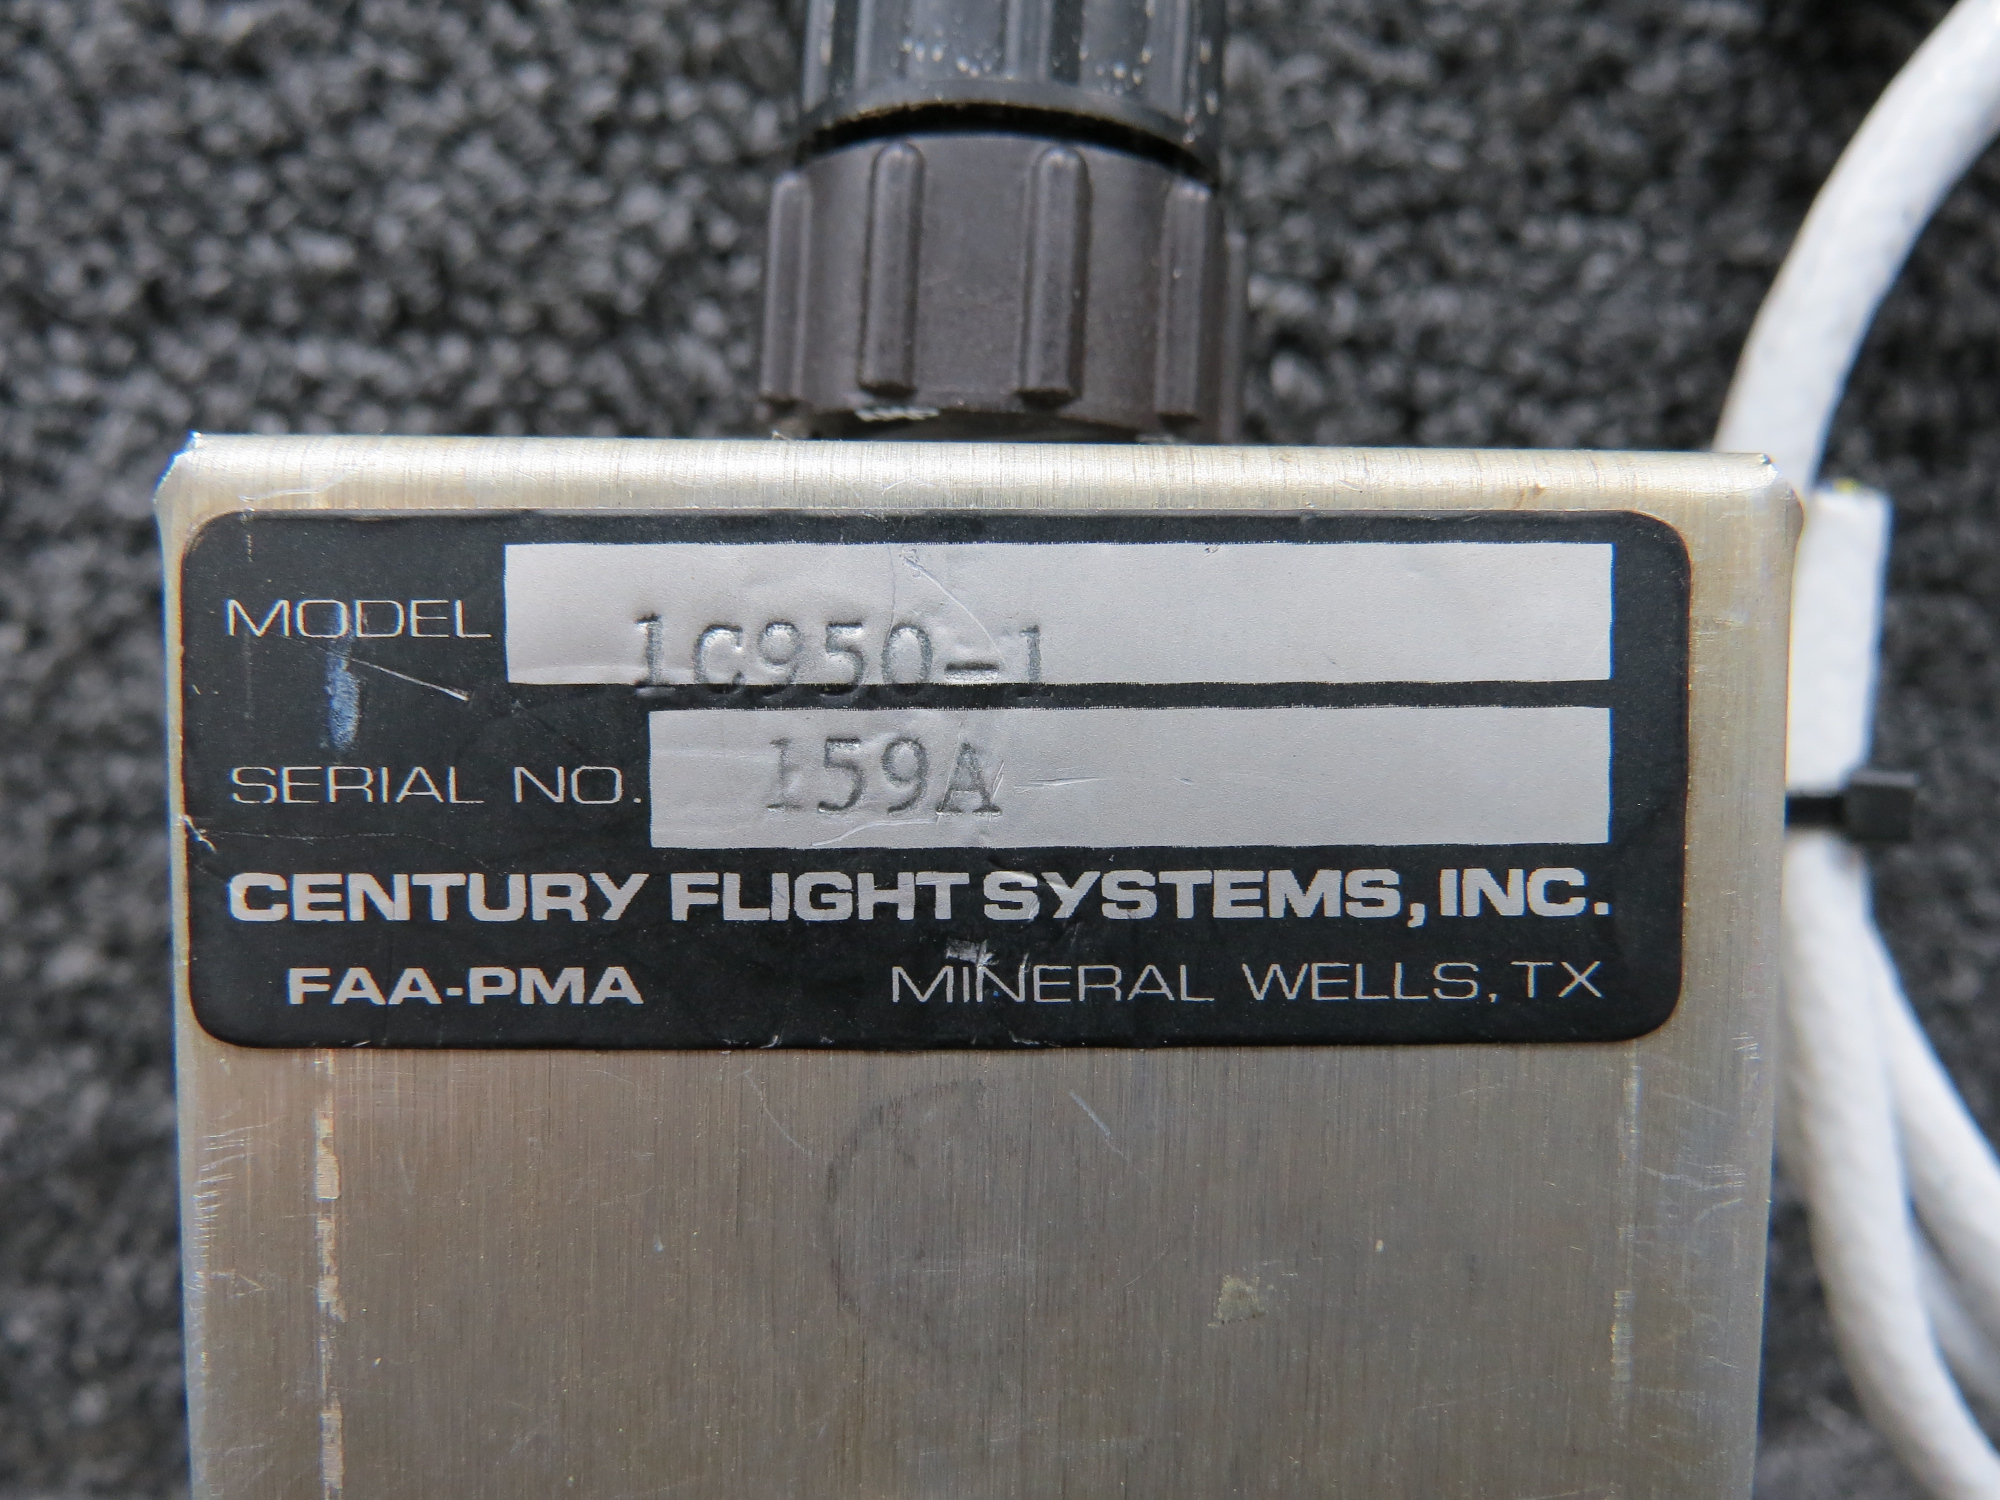 MODEL 1C950-1
SERIAL NO. 159A
CENTURY FLIGHT SYSTEMS, INC.
FAA-PMA MINERAL WELLS, TX